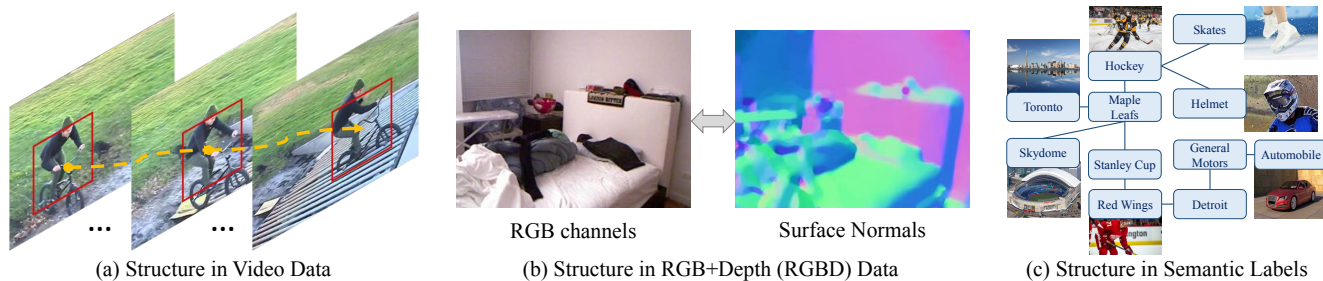 ...
...
(a) Structure in Video Data
RGB channels
Surface Normals
(b) Structure in RGB+Depth (RGBD) Data
Skates
Hockey
Toronto
Maple
Leafs
Helmet
Skydome
Stanley Cup
General
Motors
Automobile
Red Wings
Detroit
(c) Structure in Semantic Labels